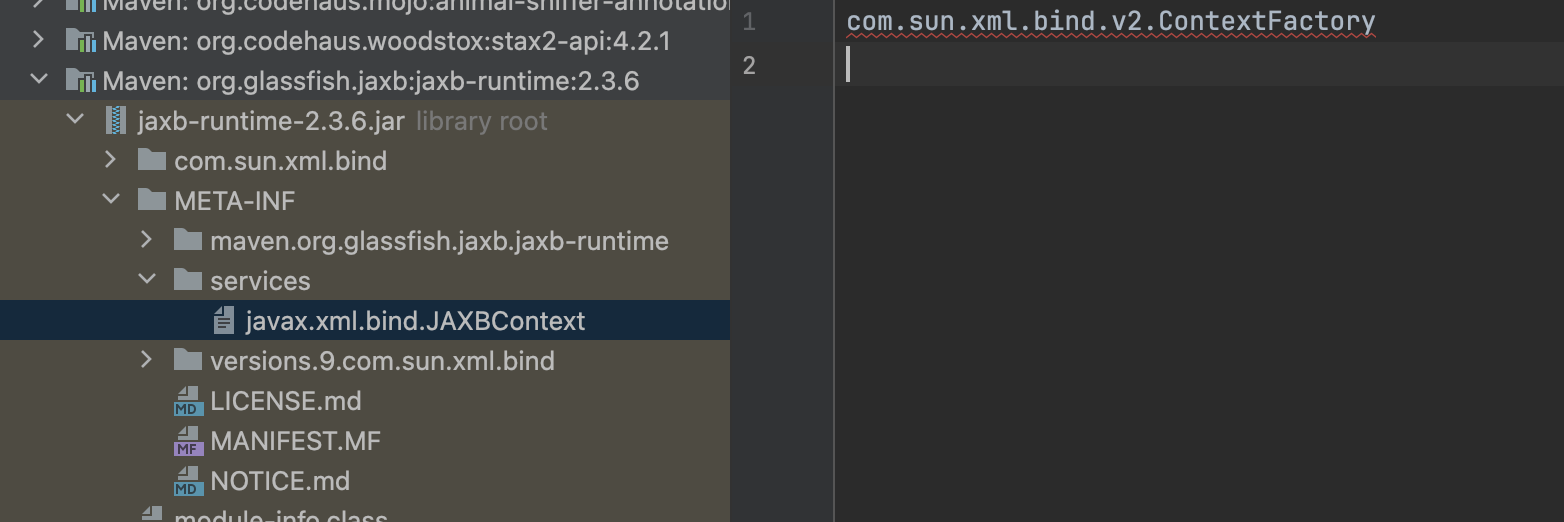 Maven: org.codehaus.mojo:animal-sniffer-annotatio
Maven: org.codehaus.woodstox:stax2-api:4.2.1
Maven: org.glassfish.jaxb:jaxb-runtime:2.3.6
jaxb-runtime-2.3.6.jar library root
com.sun.xml.bind
META-INF
maven.org.glassfish.jaxb.jaxb-runtime
services
javax.xml.bind.JAXBContext
versions.9.com.sun.xml.bind
MD LICENSE.md
MF MANIFEST.MF
MD NOTICE.md
module-info.class
1 com.sun.xml.bind.v2.ContextFactory
2